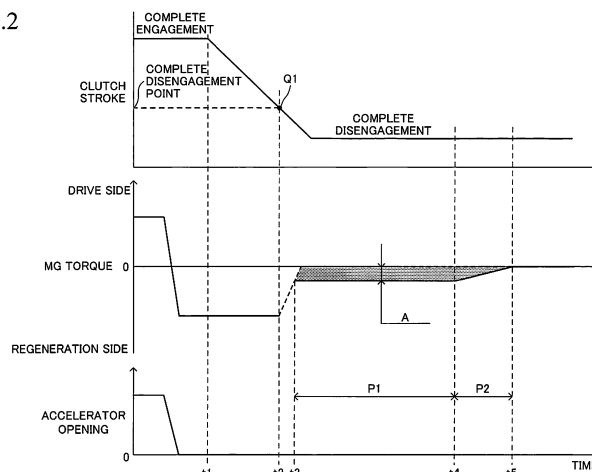 .2
COMPLETE
ENGAGEMENT
CLUTCH
STROKE
COMPLETE
DISENGAGEMENT
POINT
Q1
COMPLETE
DISENGAGEMENT
DRIVE SIDE
MG TORQUE 0
A
REGENERATION SIDE
P1 P2
ACCELERATOR
OPENING
0
TIM